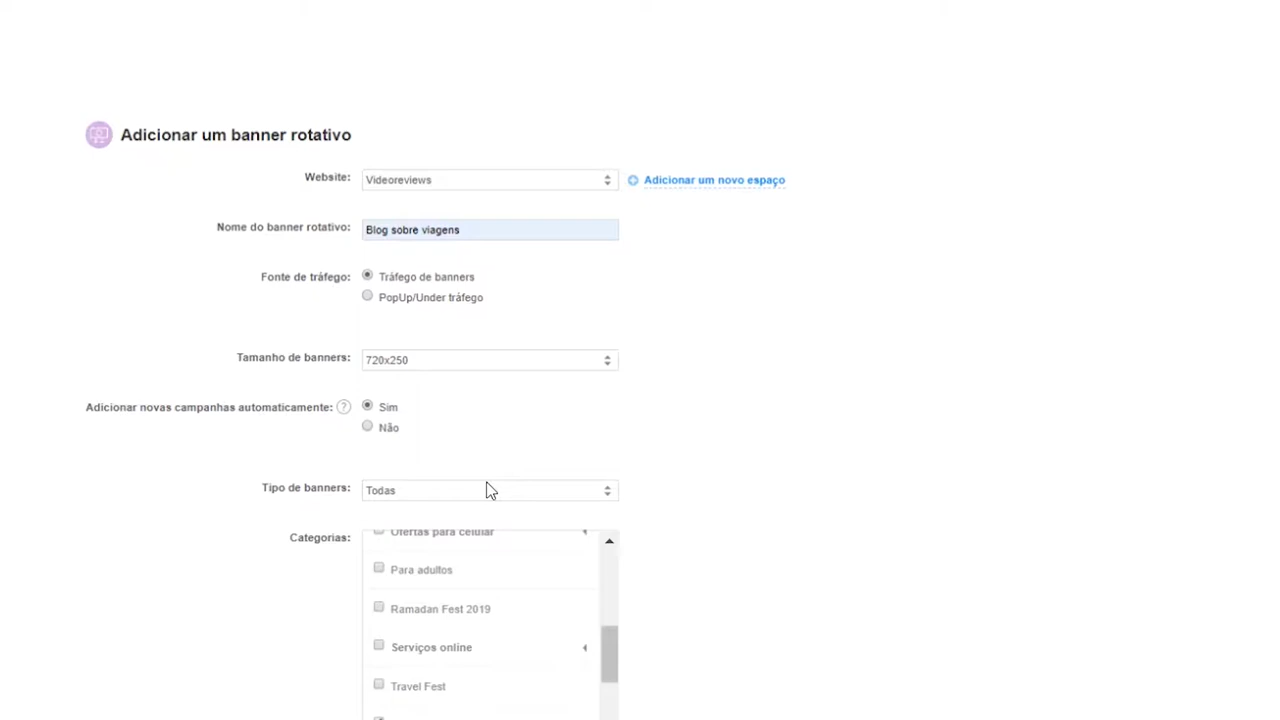 Adicionar um banner rotativo
Website: Videoreviews Adicionar um novo espaço
Nome do banner rotativo: Blog sobre viagens
Fonte de tráfego: Tráfego de banners
PopUp/Under tráfego
Tamanho de banners: 720x250
Adicionar novas campanhas automaticamente: ? Sim
Não
Tipo de banners: Todas
Categorias: Ofertas para celular
Para adultos
Ramadan Fest 2019
Serviços online
Travel Fest